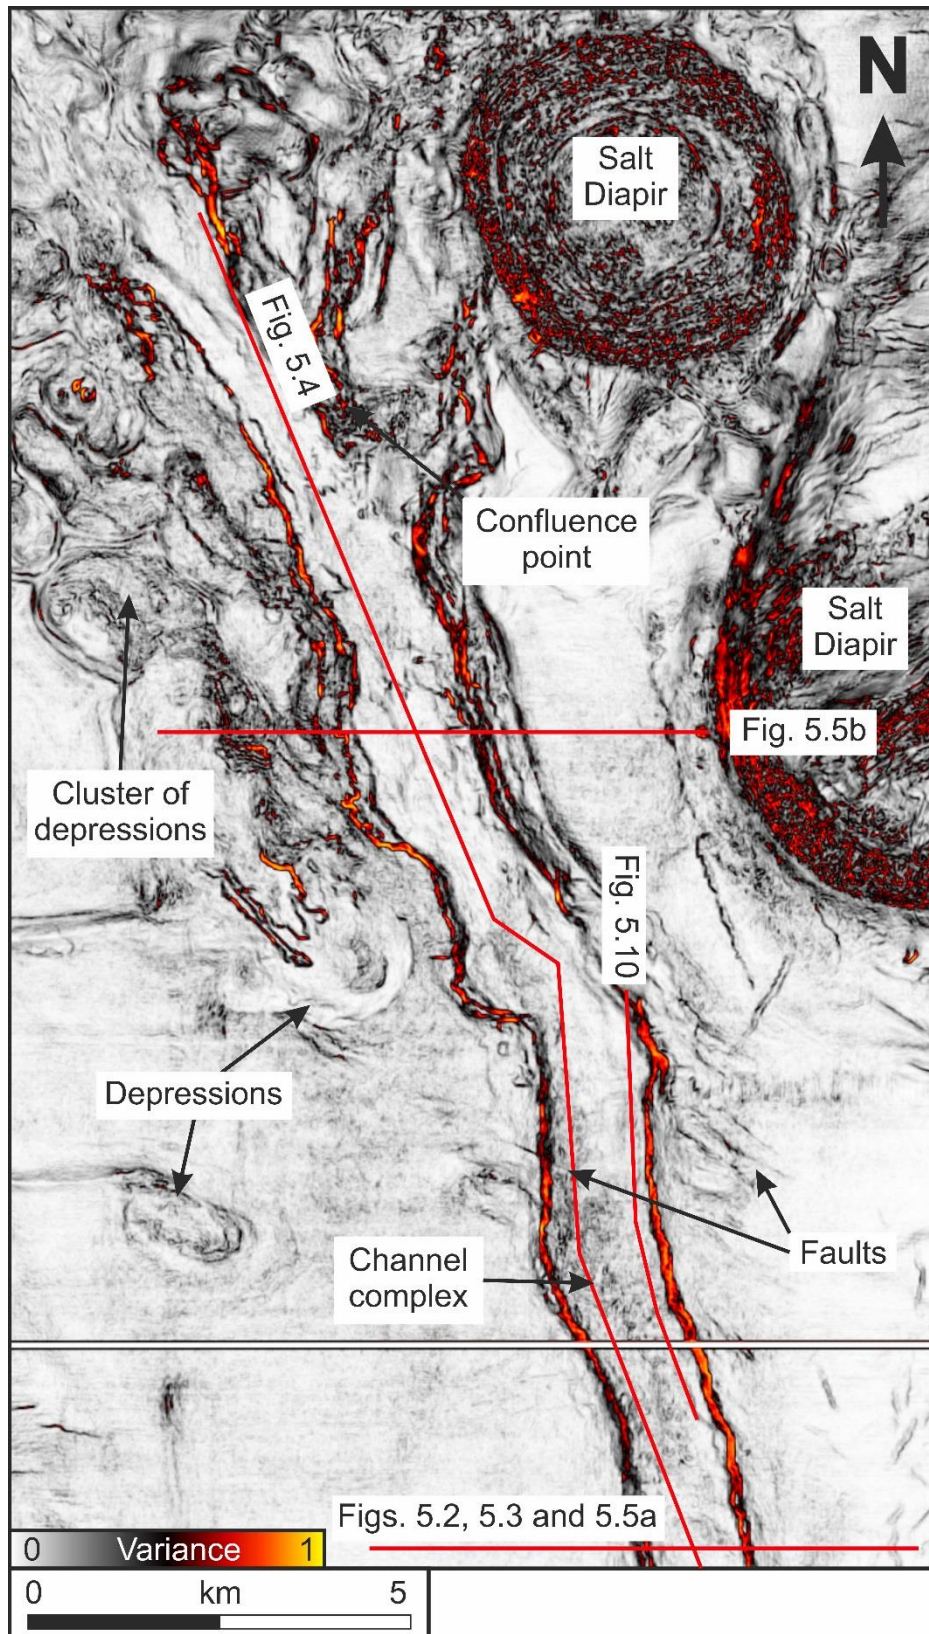 N
Salt
Diapir
Fig. 5.4
Confluence
point
Salt
Diapir
Fig. 5.5b
Cluster of
depressions
Fig. 5.10
Depressions
Faults
Channel
complex
Figs. 5.2, 5.3 and 5.5a
0 Variance 1
0 km 5